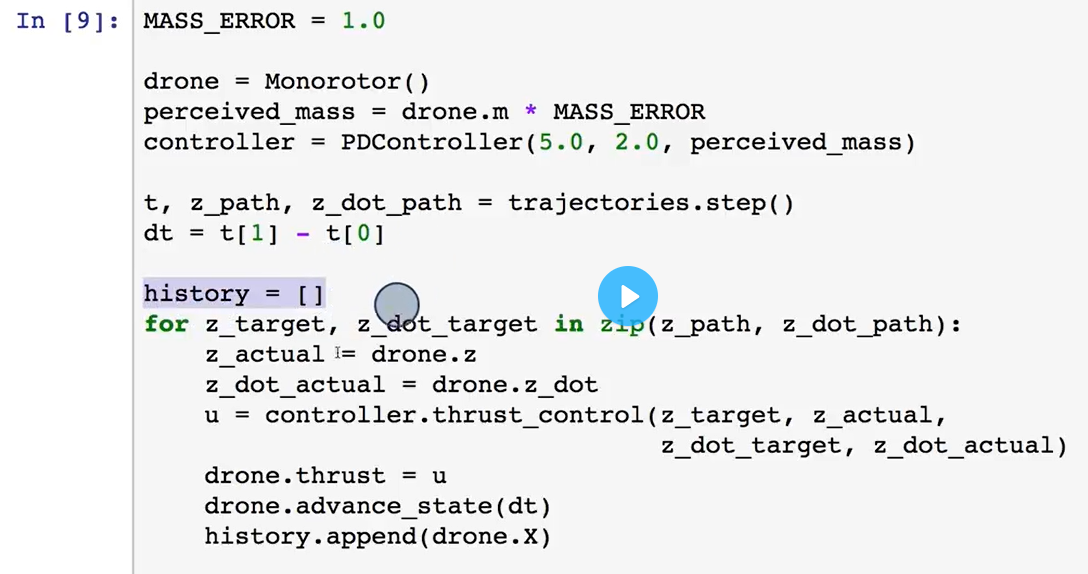 In [9]: MASS_ERROR = 1.0
drone = Monorotor()
perceived_mass = drone.m * MASS_ERROR
controller = PDController(5.0, 2.0, perceived_mass)
t, z_path, z_dot_path = trajectories.step()
dt = t[1] - t[0]
history = []
for z_target, z_dot_target in zip(z_path, z_dot_path):
    z_actual = drone.z
    z_dot_actual = drone.z_dot
    u = controller.thrust_control(z_target, z_actual,
                                  z_dot_target, z_dot_actual)
    drone.thrust = u
    drone.advance_state(dt)
    history.append(drone.X)